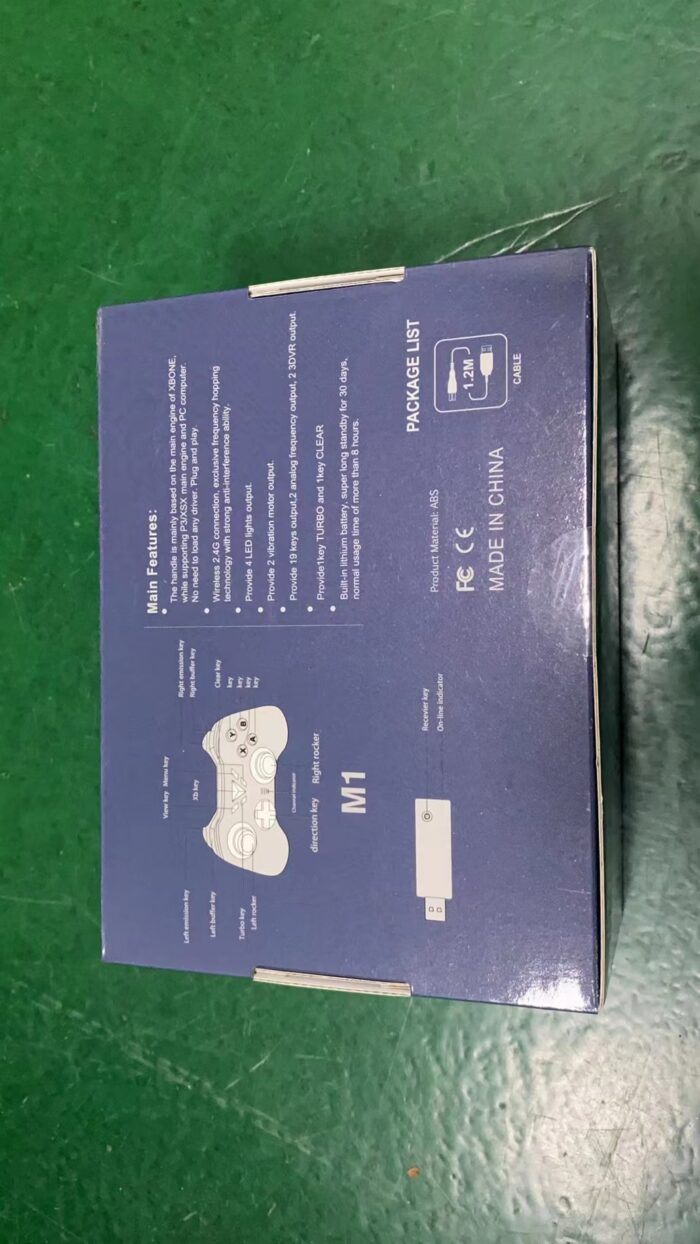 Main Features:
The handle is mainly based on the main engine of XBONE,
while supporting P3/XSX main engine and PC computer.
No need to load any driver. Plug and play.
Wireless 2.4G connection, exclusive frequency hopping
technology with strong anti-interference ability.
Provide 4 LED lights output.
Provide 2 vibration motor output.
Provide 19 keys output,2 analog frequency output, 2 3DVR output.
Provide1key TURBO and 1key CLEAR
Built-in lithium battery, super long standby for 30 days,
normal usage time of more than 8 hours.
Left emission key
Left buffer key
Turbo key
Left rocker
View key
Menu key
Xb key
Right emission key
Right buffer key
Clear key
key
key
key
key
Y
B
X
A
Channel indicator
direction key
Right rocker
M1
Recevier key
On-line indicator
Product Material: ABS
FC CE
MADE IN CHINA
PACKAGE LIST
1.2M
CABLE